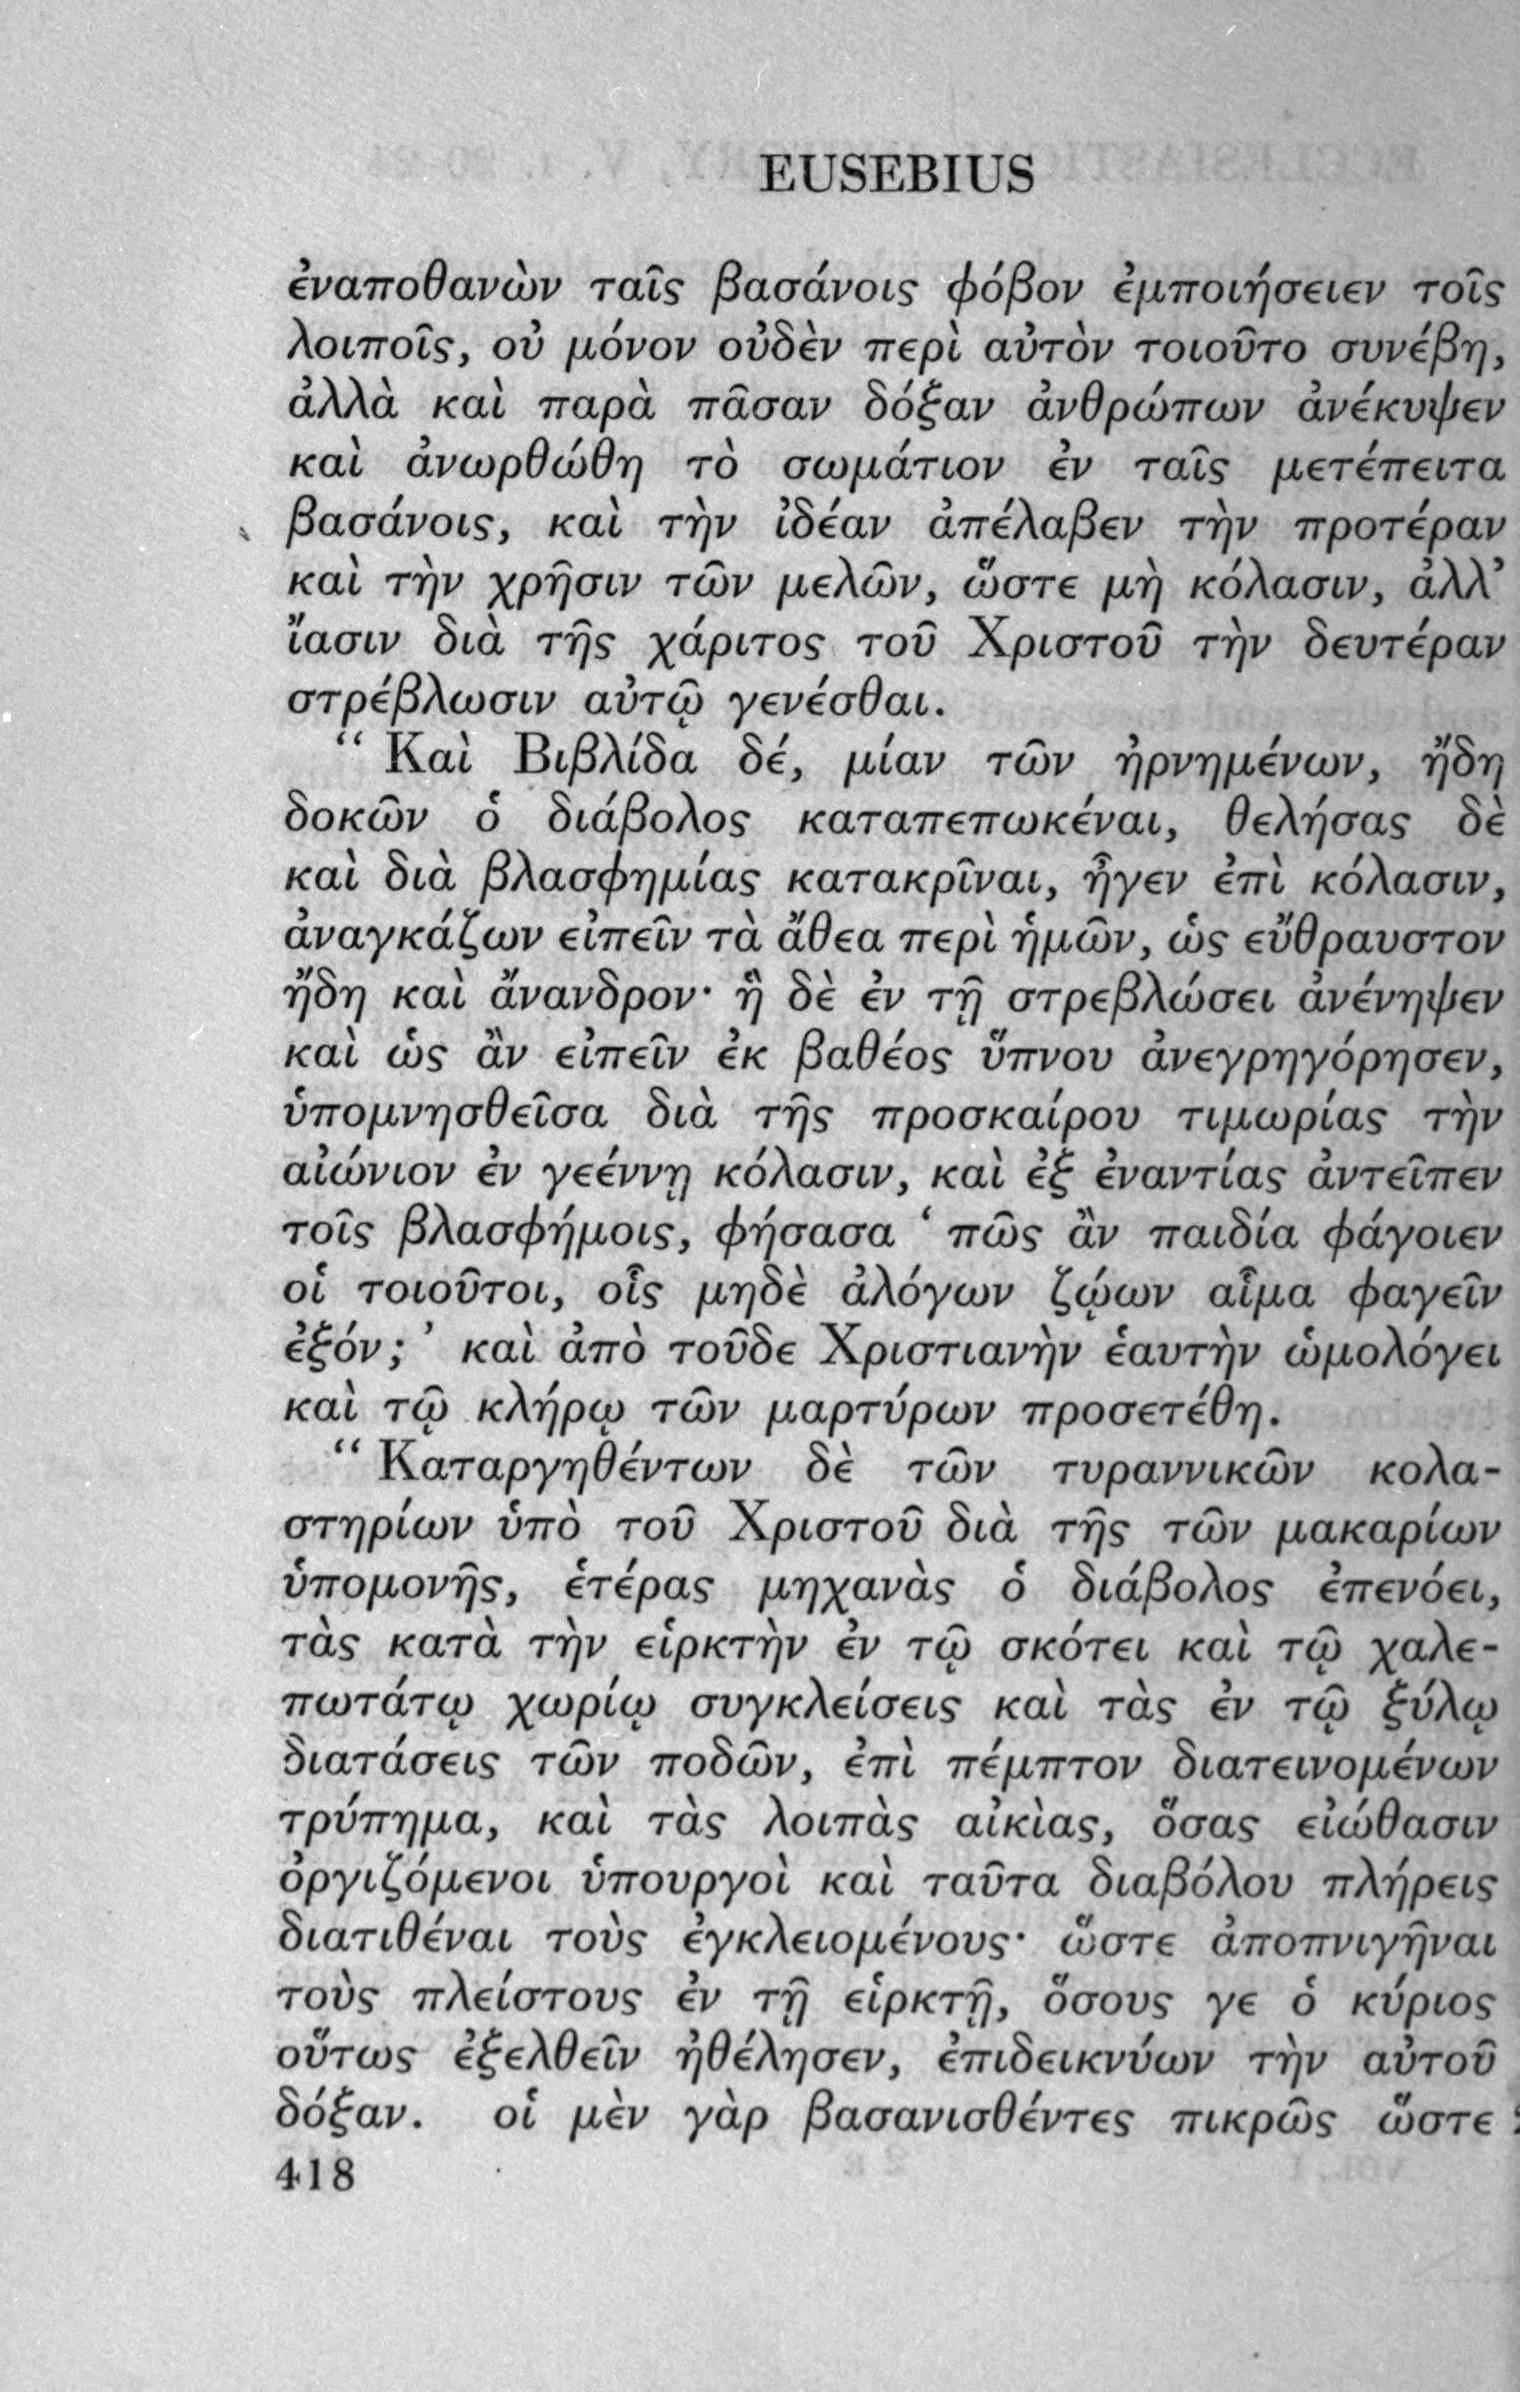 EUSEBIUS
ἐναποθανὼν ταῖς βασάνοις φόβον ἐμποιήσειεν τοῖς
λοιποῖς, οὐ μόνον οὐδὲν περὶ αὐτὸν τοιοῦτο συνέβη,
ἀλλὰ καὶ παρὰ πᾶσαν δόξαν ἀνθρώπων ἀνέκυψεν
καὶ ἀνωρθώθη τὸ σωμάτιον ἐν ταῖς μετέπειτα
βασάνοις, καὶ τὴν ἰδέαν ἀπέλαβεν τὴν προτέραν
καὶ τὴν χρῆσιν τῶν μελῶν, ὥστε μὴ κόλασιν, ἀλλ’
ἴασιν διὰ τῆς χάριτος τοῦ Χριστοῦ τὴν δευτέραν
στρέβλωσιν αὐτῷ γενέσθαι.
“ Καὶ Βιβλίδα δέ, μίαν τῶν ἠρνημένων, ἤδη
δοκῶν ὁ διάβολος καταπεπωκέναι, θελήσας δὲ
καὶ διὰ βλασφημίας κατακρῖναι, ἦγεν ἐπὶ κόλασιν,
ἀναγκάζων εἰπεῖν τὰ ἄθεα περὶ ἡμῶν, ὡς εὔθραυστον
ἤδη καὶ ἄνανδρον· ἣ δὲ ἐν τῇ στρεβλώσει ἀνένηψεν
καὶ ὡς ἂν εἰπεῖν ἐκ βαθέος ὕπνου ἀνεγρηγόρησεν,
ὑπομνησθεῖσα διὰ τῆς προσκαίρου τιμωρίας τὴν
αἰώνιον ἐν γεέννῃ κόλασιν, καὶ ἐξ ἐναντίας ἀντεῖπεν
τοῖς βλασφήμοις, φήσασα ‘ πῶς ἂν παιδία φάγοιεν
οἱ τοιοῦτοι, οἷς μηδὲ ἀλόγων ζῴων αἷμα φαγεῖν
ἐξόν; ’ καὶ ἀπὸ τοῦδε Χριστιανὴν ἑαυτὴν ὡμολόγει
καὶ τῷ κλήρῳ τῶν μαρτύρων προσετέθη.
“ Καταργηθέντων δὲ τῶν τυραννικῶν κολα-
στηρίων ὑπὸ τοῦ Χριστοῦ διὰ τῆς τῶν μακαρίων
ὑπομονῆς, ἑτέρας μηχανὰς ὁ διάβολος ἐπενόει,
τὰς κατὰ τὴν εἱρκτὴν ἐν τῷ σκότει καὶ τῷ χαλε-
πωτάτῳ χωρίῳ συγκλείσεις καὶ τὰς ἐν τῷ ξύλῳ
διατάσεις τῶν ποδῶν, ἐπὶ πέμπτον διατεινομένων
τρύπημα, καὶ τὰς λοιπὰς αἰκίας, ὅσας εἰώθασιν
ὀργιζόμενοι ὑπουργοὶ καὶ ταῦτα διαβόλου πλήρεις
διατιθέναι τοὺς ἐγκλειομένους· ὥστε ἀποπνιγῆναι
τοὺς πλείστους ἐν τῇ εἱρκτῇ, ὅσους γε ὁ κύριος
οὕτως ἐξελθεῖν ἠθέλησεν, ἐπιδεικνύων τὴν αὐτοῦ
δόξαν. οἱ μὲν γὰρ βασανισθέντες πικρῶς ὥστε
418